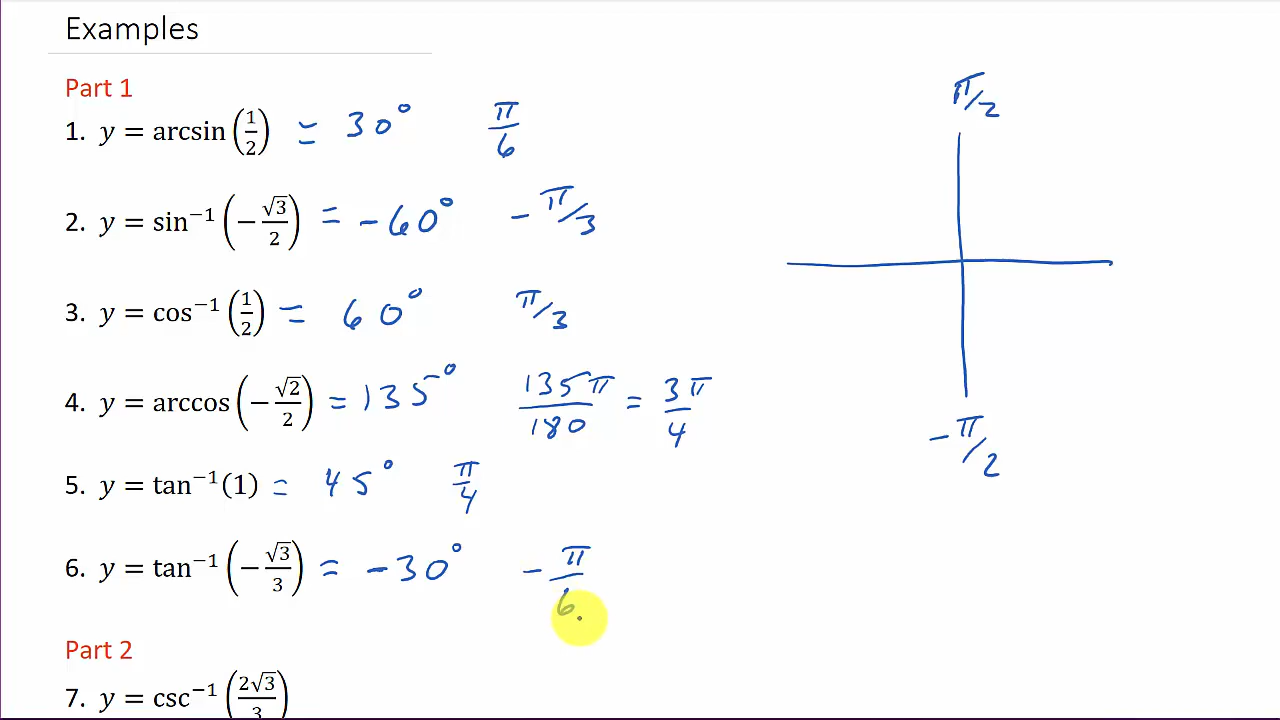 Examples
Part 1
1. y = arcsin(1/2) = 30° π/6
2. y = sin⁻¹(−√3/2) = -60° -π/3
3. y = cos⁻¹(1/2) = 60° π/3
4. y = arccos(−√2/2) = 135° 135π/180 = 3π/4
5. y = tan⁻¹(1) = 45° π/4
6. y = tan⁻¹(−√3/3) = -30° -π/6
Part 2
7. y = csc⁻¹(2√3/3)
π/2
-π/2